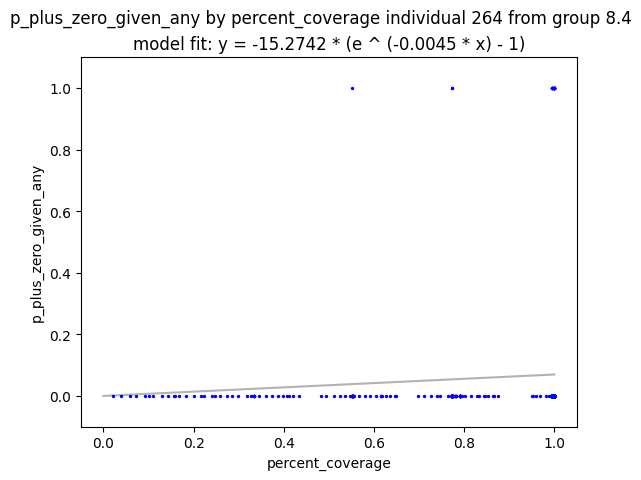 p_plus_zero_given_any by percent_coverage individual 264 from group 8.4
model fit: y = -15.2742 * (e ^ (-0.0045 * x) - 1)
1.0
0.8
0.6
0.4
0.2
0.0
p_plus_zero_given_any
0.0 0.2 0.4 0.6 0.8 1.0
percent_coverage